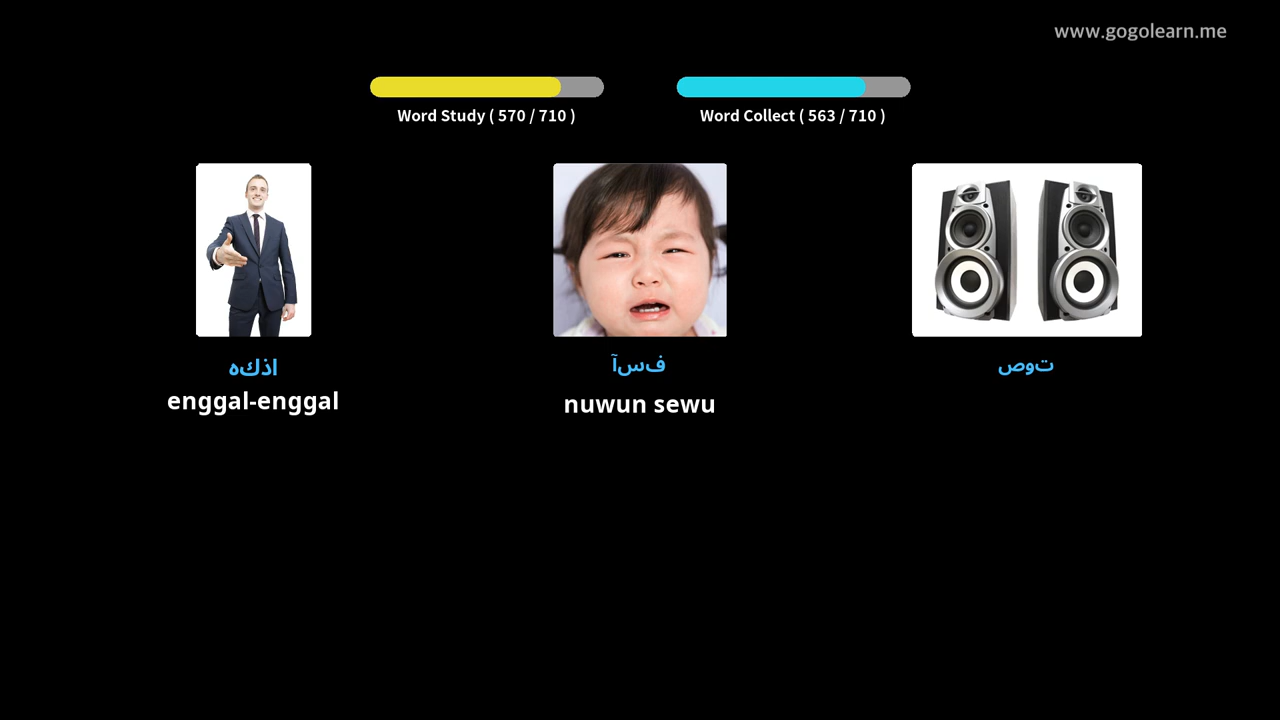 www.gogolearn.me
Word Study ( 570 / 710 )
Word Collect ( 563 / 710 )
اذكه
enggal-enggal
فسآ
nuwun sewu
توص